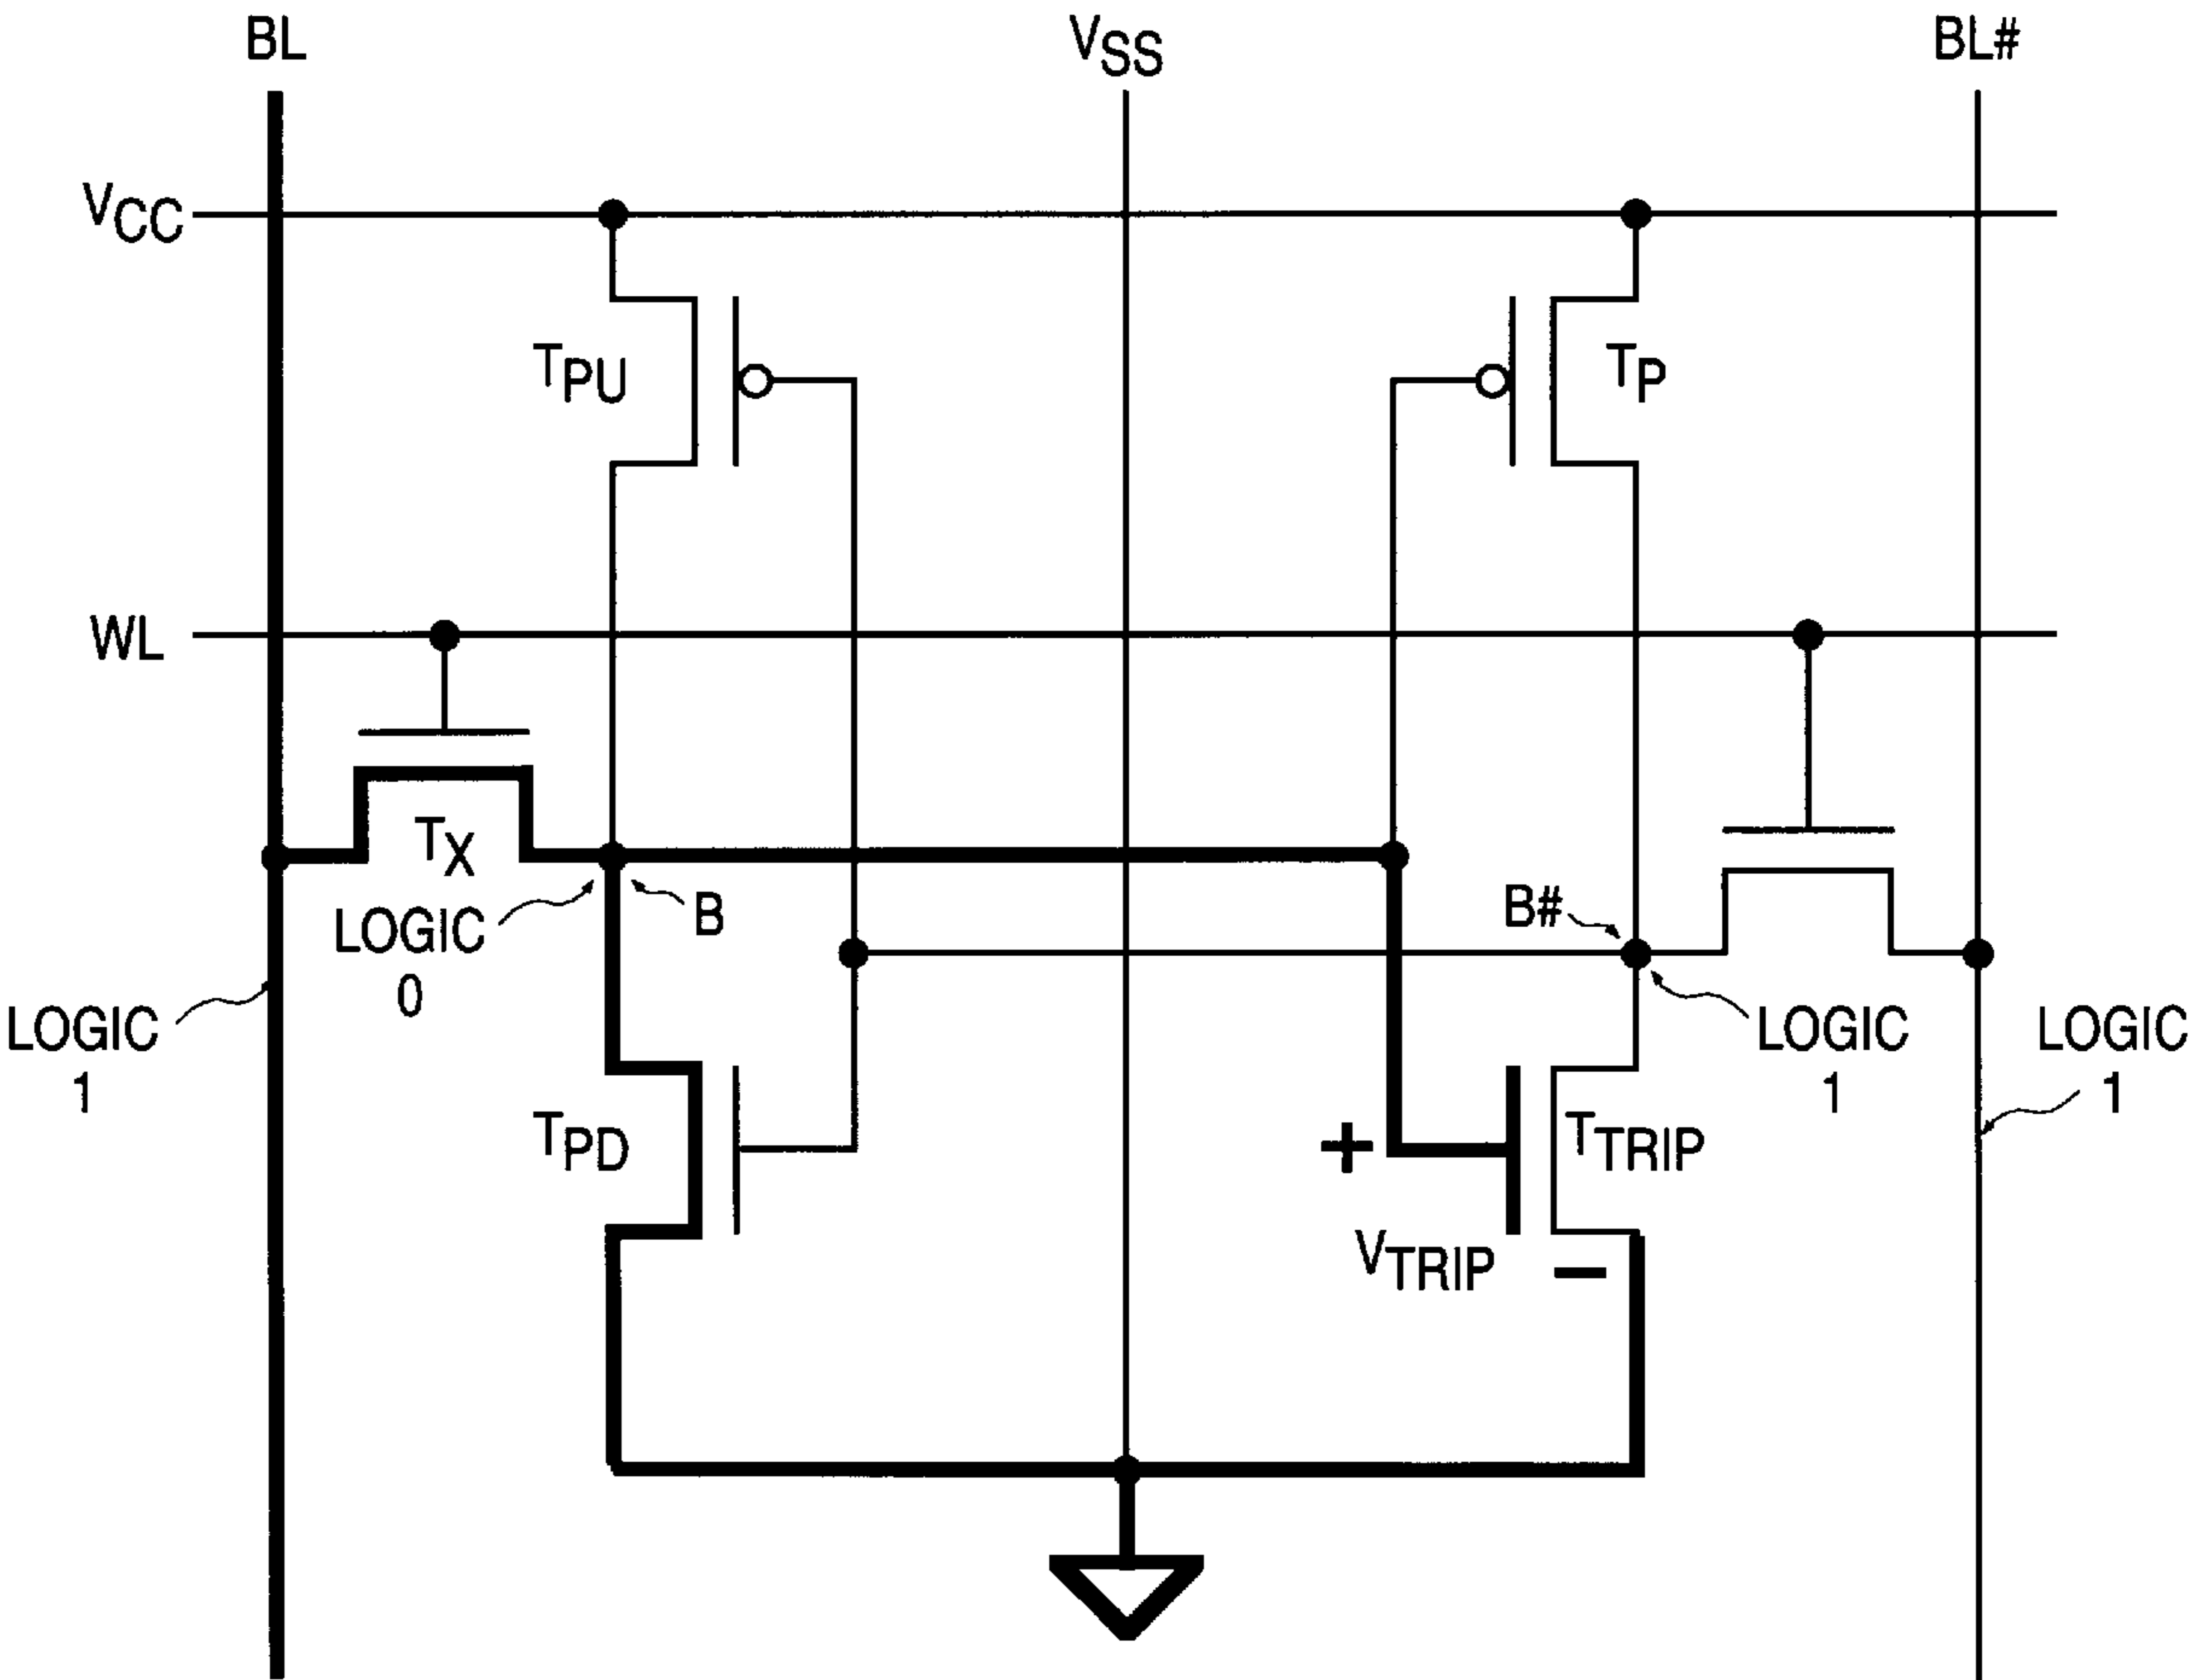 BL
VSS
BL#
VCC
TPU
TP
WL
TX
B
B#
LOGIC
0
LOGIC
1
LOGIC
1
LOGIC
1
TPD
+
TTRIP
VTRIP
−